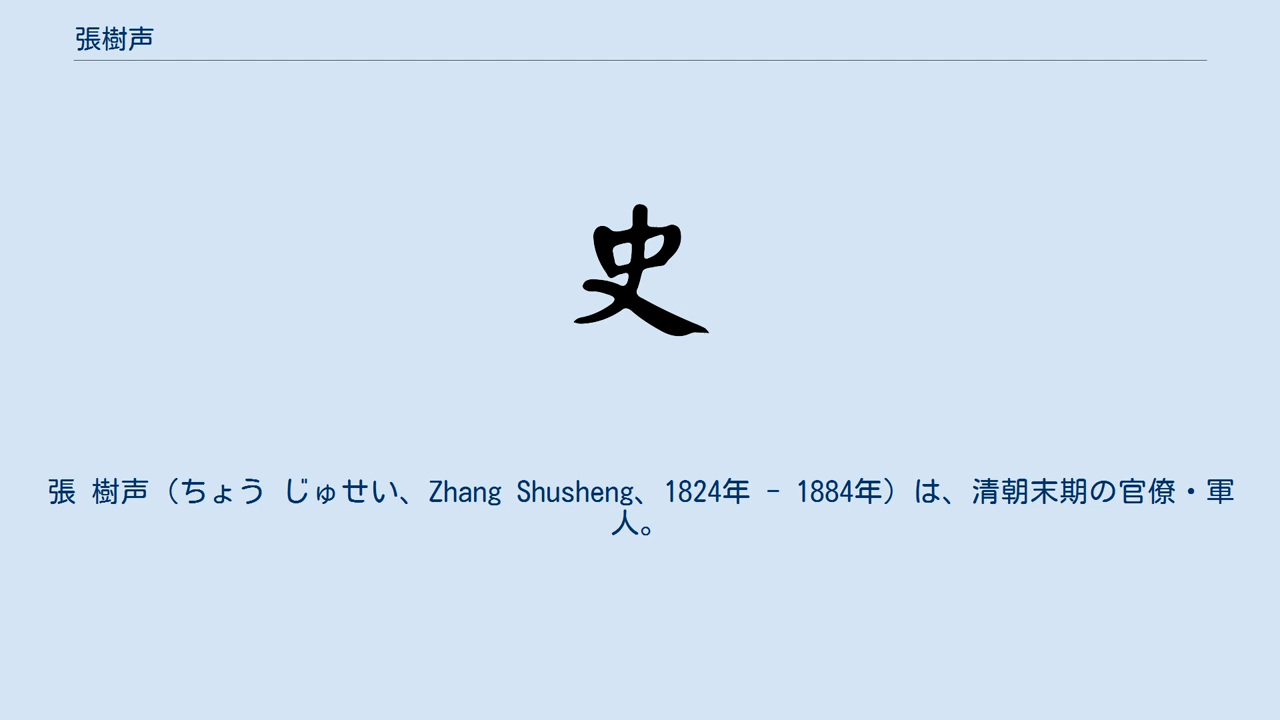 張樹声
史
張 樹声（ちょう じゅせい、Zhang Shusheng、1824年 - 1884年）は、清朝末期の官僚・軍
人。